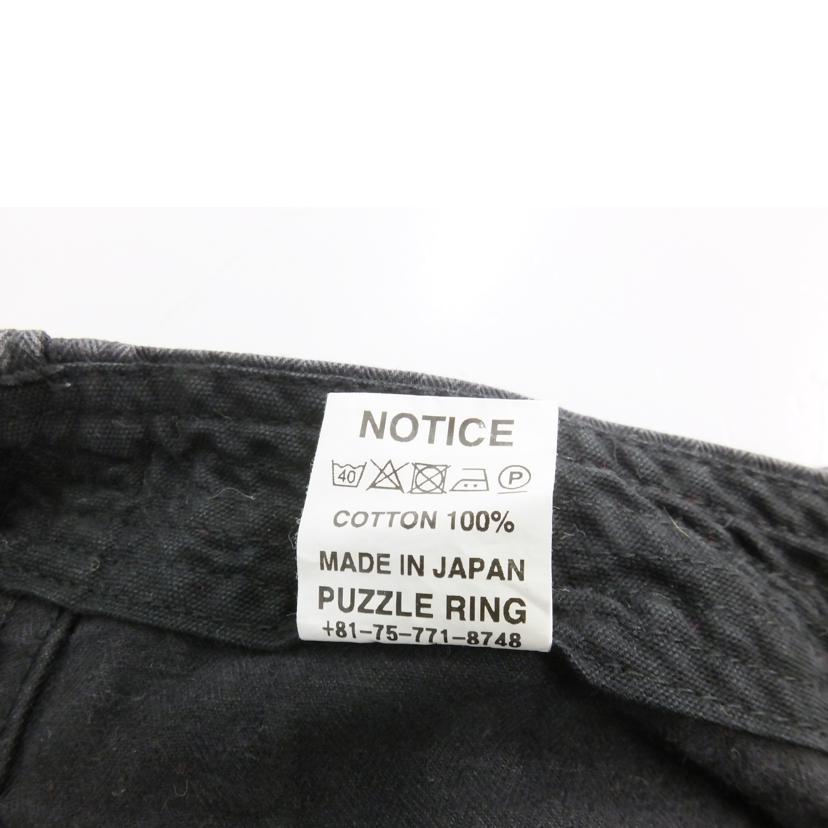 NOTICE
40 P
COTTON 100%
MADE IN JAPAN
PUZZLE RING
+81-75-771-8748